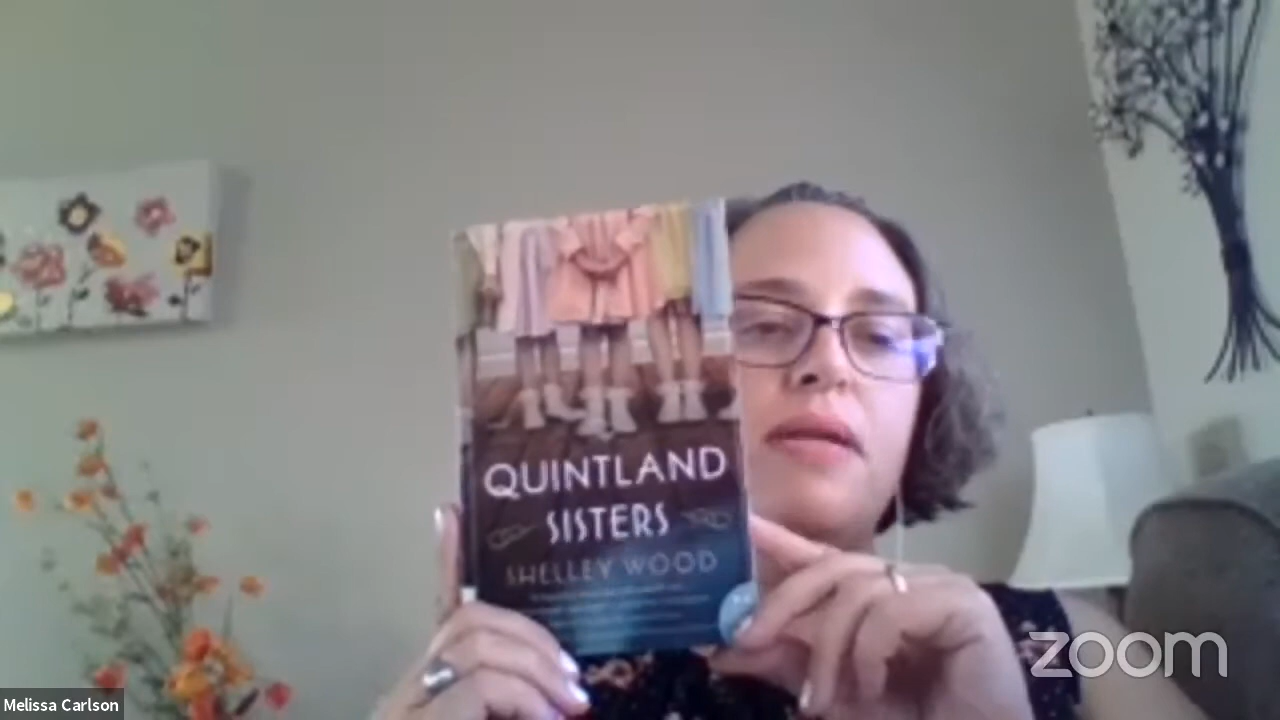 QUINTLAND
SISTERS
SHELLEY WOOD
zoom
Melissa Carlson